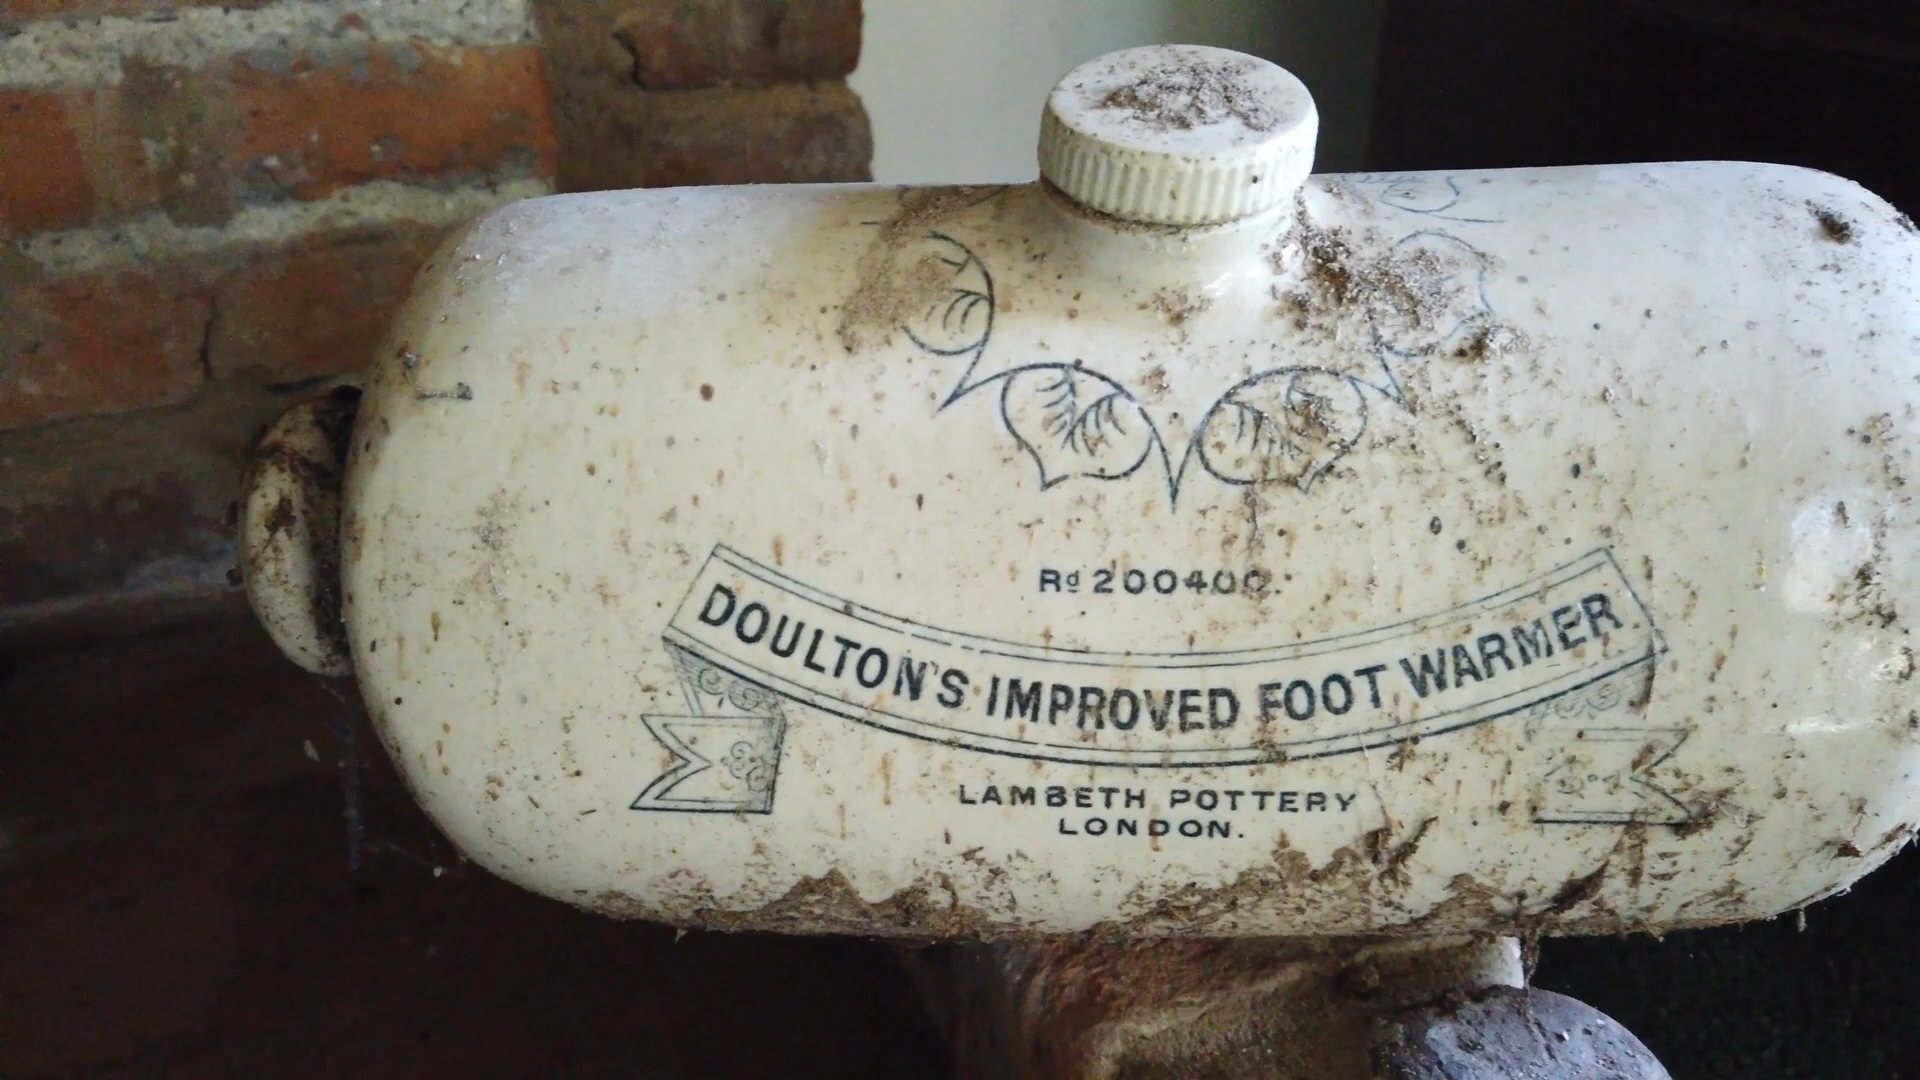 Rd 200400.
DOULTON'S IMPROVED FOOT WARMER
LAMBETH POTTERY
LONDON.